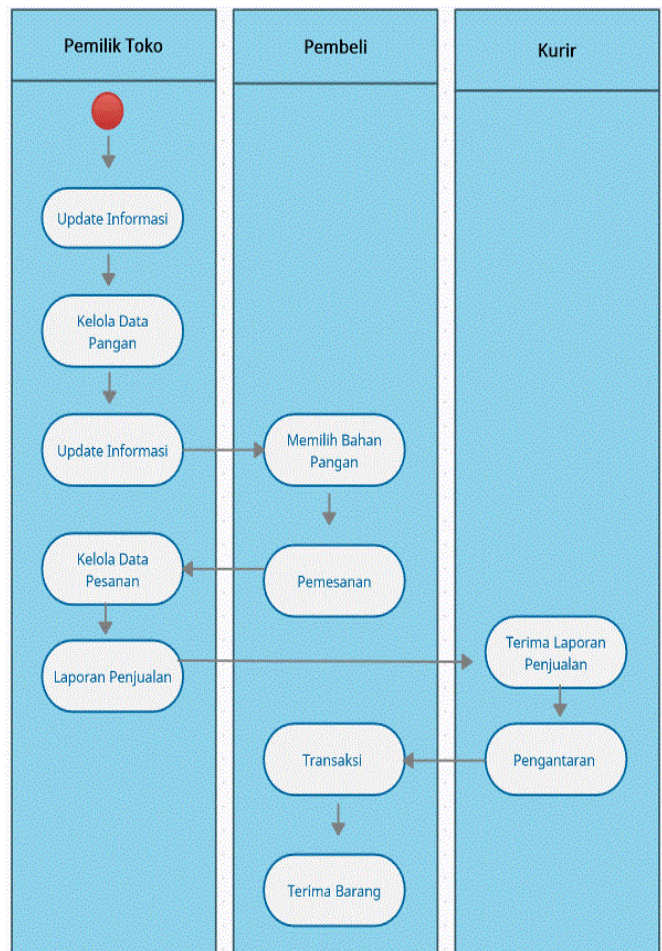 Pemilik Toko
Pembeli
Kurir
Update Informasi
Kelola Data
Pangan
Update Informasi
Memilih Bahan
Pangan
Kelola Data
Pesanan
Pemesanan
Laporan Penjualan
Terima Laporan
Penjualan
Transaksi
Pengantaran
Terima Barang